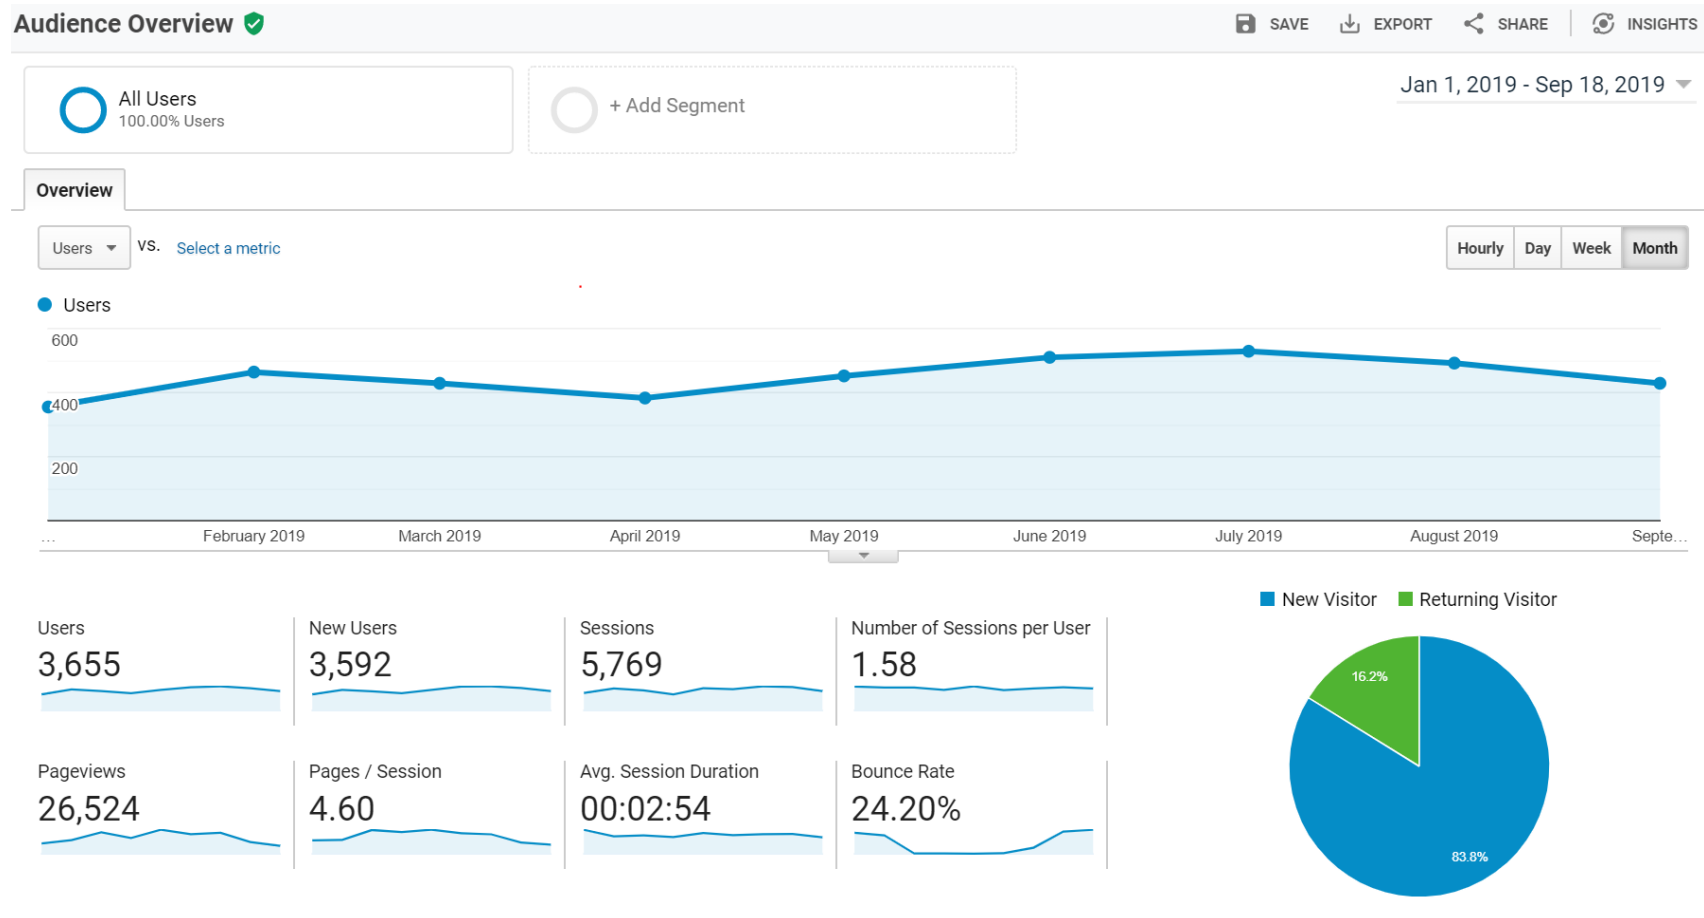 Audience Overview
SAVE EXPORT SHARE INSIGHTS
All Users
100.00% Users
+ Add Segment
Jan 1, 2019 - Sep 18, 2019
Overview
Users VS. Select a metric
Hourly Day Week Month
Users
600
400
200
... February 2019 March 2019 April 2019 May 2019 June 2019 July 2019 August 2019 Septe...
New Visitor Returning Visitor
Users
3,655
New Users
3,592
Sessions
5,769
Number of Sessions per User
1.58
Pageviews
26,524
Pages / Session
4.60
Avg. Session Duration
00:02:54
Bounce Rate
24.20%
16.2%
83.8%